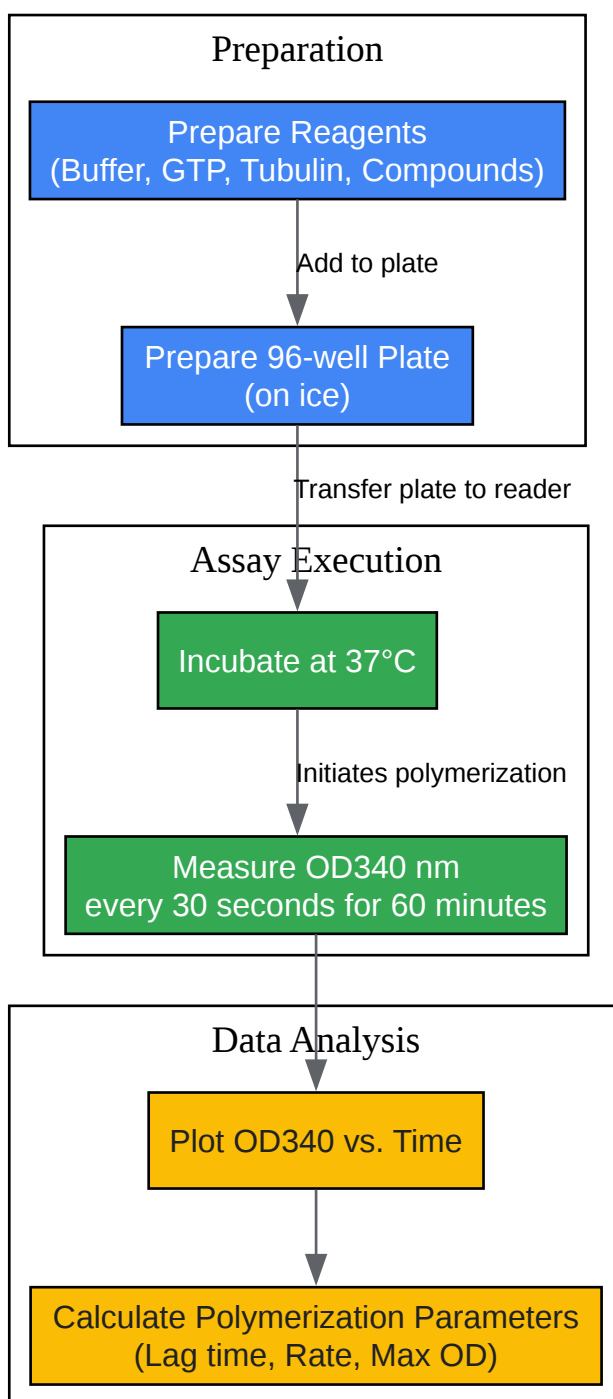 Preparation
Prepare Reagents
(Buffer, GTP, Tubulin, Compounds)
Add to plate
Prepare 96-well Plate
(on ice)
Transfer plate to reader
Assay Execution
Incubate at 37°C
Initiates polymerization
Measure OD340 nm
every 30 seconds for 60 minutes
Data Analysis
Plot OD340 vs. Time
Calculate Polymerization Parameters
(Lag time, Rate, Max OD)